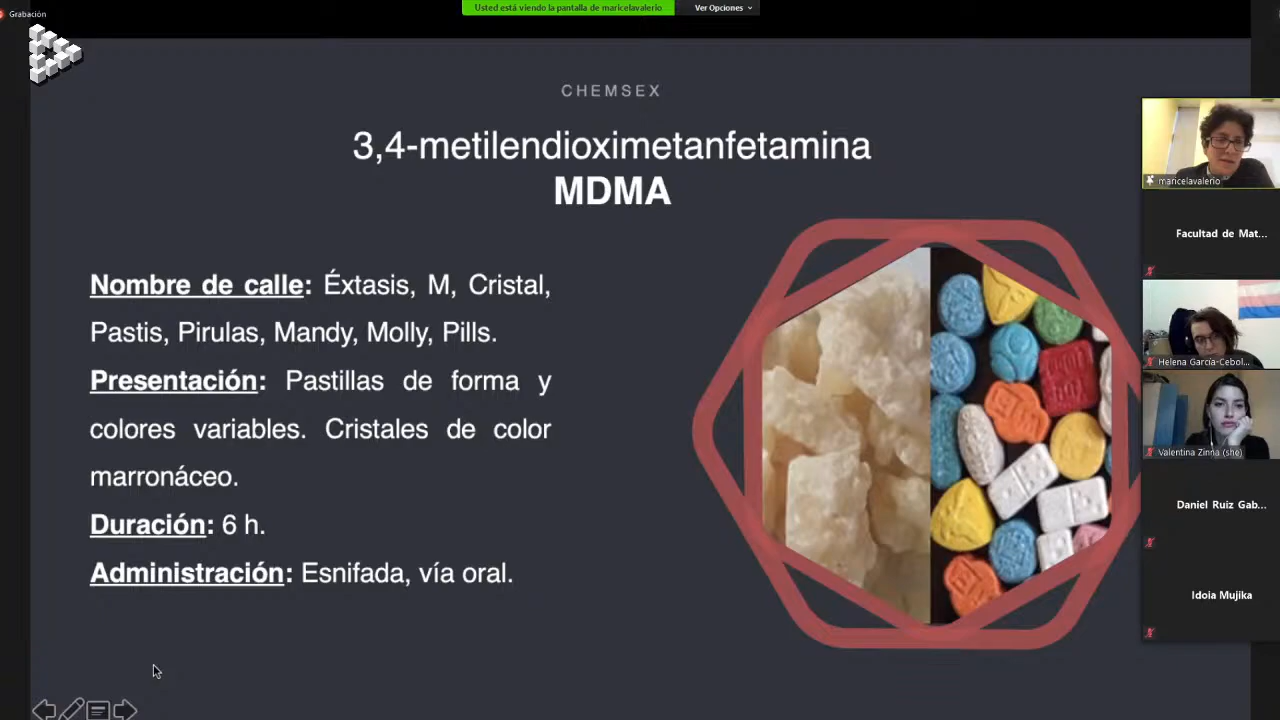 Grabación
Usted está viendo la pantalla de maricelavalerio...
Ver Opciones
CHEMSEX
3,4-metilendioximetanfetamina
MDMA
Nombre de calle: Éxtasis, M, Cristal,
Pastis, Pirulas, Mandy, Molly, Pills.
Presentación: Pastillas de forma y
colores variables. Cristales de color
marronáceo.
Duración: 6 h.
Administración: Esnifada, vía oral.
maricelavalerio
Facultad de Mat...
Helena García-Cebol...
Valentina Zinna (she)
Daniel Ruiz Gab...
Idoia Mujika